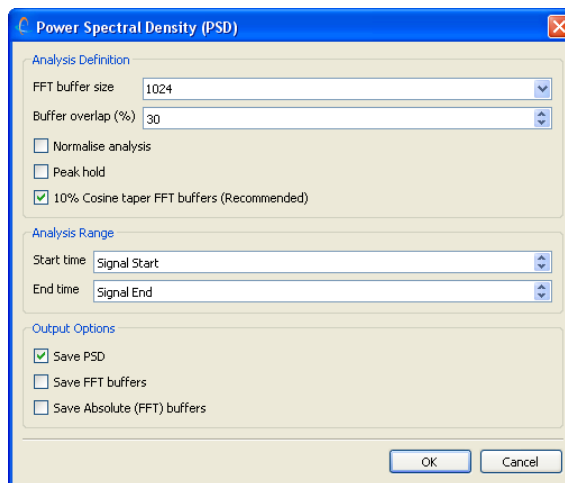 Power Spectral Density (PSD)
Analysis Definition
FFT buffer size 1024
Buffer overlap (%) 30
Normalise analysis
Peak hold
10% Cosine taper FFT buffers (Recommended)
Analysis Range
Start time Signal Start
End time Signal End
Output Options
Save PSD
Save FFT buffers
Save Absolute (FFT) buffers
OK Cancel